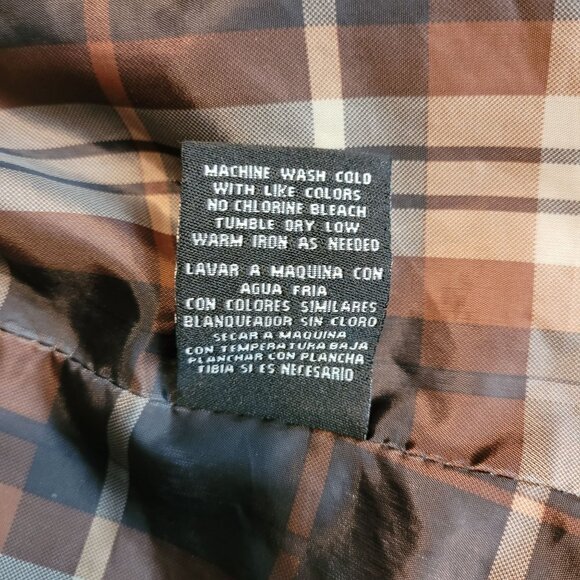 MACHINE WASH COLD
WITH LIKE COLORS
NO CHLORINE BLEACH
TUMBLE DRY LOW
WARM IRON AS NEEDED
LAVAR A MAQUINA CON
AGUA FRIA
CON COLORES SIMILARES
BLANQUEADOR SIN CLORO
SECAR A MAQUINA
CON TEMPERATURA BAJA
PLANCHAR CON PLANCHA
TIBIA SI ES NECESARIO